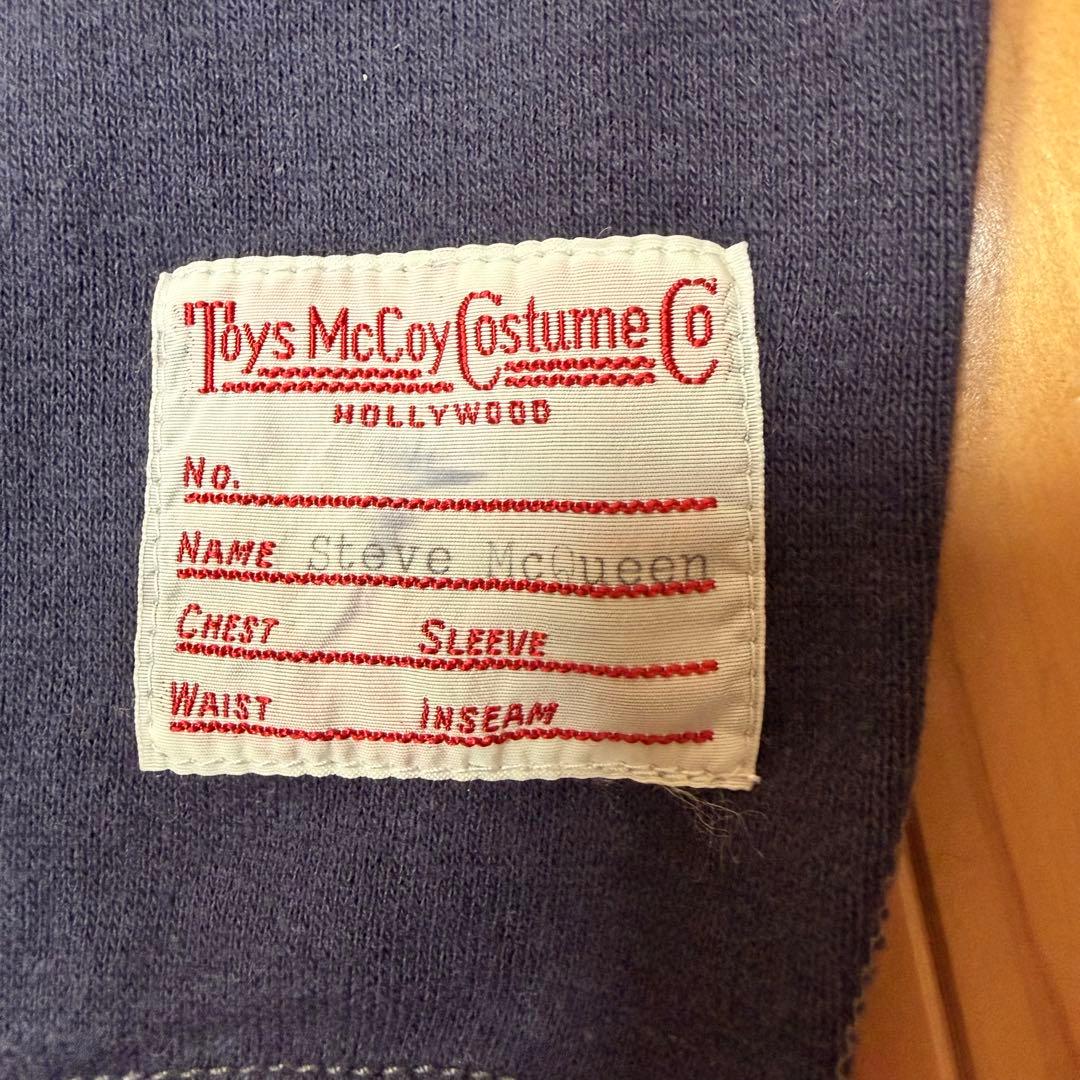 Toys McCoy Costume Co
HOLLYWOOD
No.
NAME Steve McQueen
CHEST SLEEVE
WAIST INSEAM